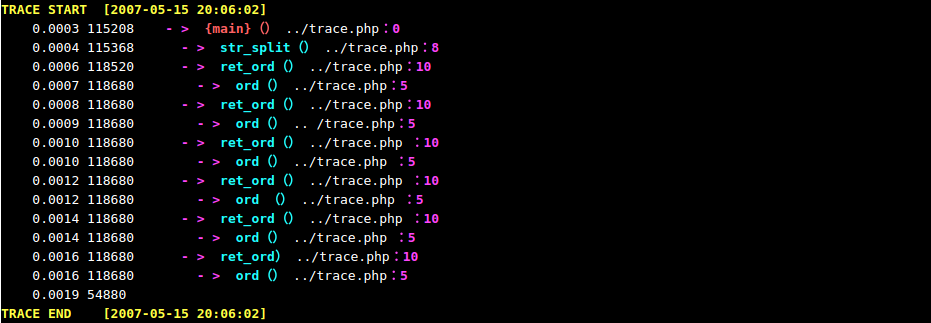 TRACE START  [2007-05-15 20:06:02]
    0.0003 115208    - >  {main} ()  ../trace.php:0
    0.0004 115368      - >  str_split ()  ../trace.php:8
    0.0006 118520      - >  ret_ord ()  ../trace.php:10
    0.0007 118680        - >  ord ()  ../trace.php:5
    0.0008 118680      - >  ret_ord ()  ../trace.php:10
    0.0009 118680        - >  ord ()  .. /trace.php:5
    0.0010 118680      - >  ret_ord ()  ../trace.php :10
    0.0010 118680        - >  ord ()  ../trace.php :5
    0.0012 118680      - >  ret_ord ()  ../trace.php :10
    0.0012 118680        - >  ord  ()  ../trace.php :5
    0.0014 118680      - >  ret_ord ()  ../trace.php :10
    0.0014 118680        - >  ord ()  ../trace.php :5
    0.0016 118680      - >  ret_ord)  ../trace.php:10
    0.0016 118680        - >  ord ()  ../trace.php:5
    0.0019 54880
TRACE END    [2007-05-15 20:06:02]